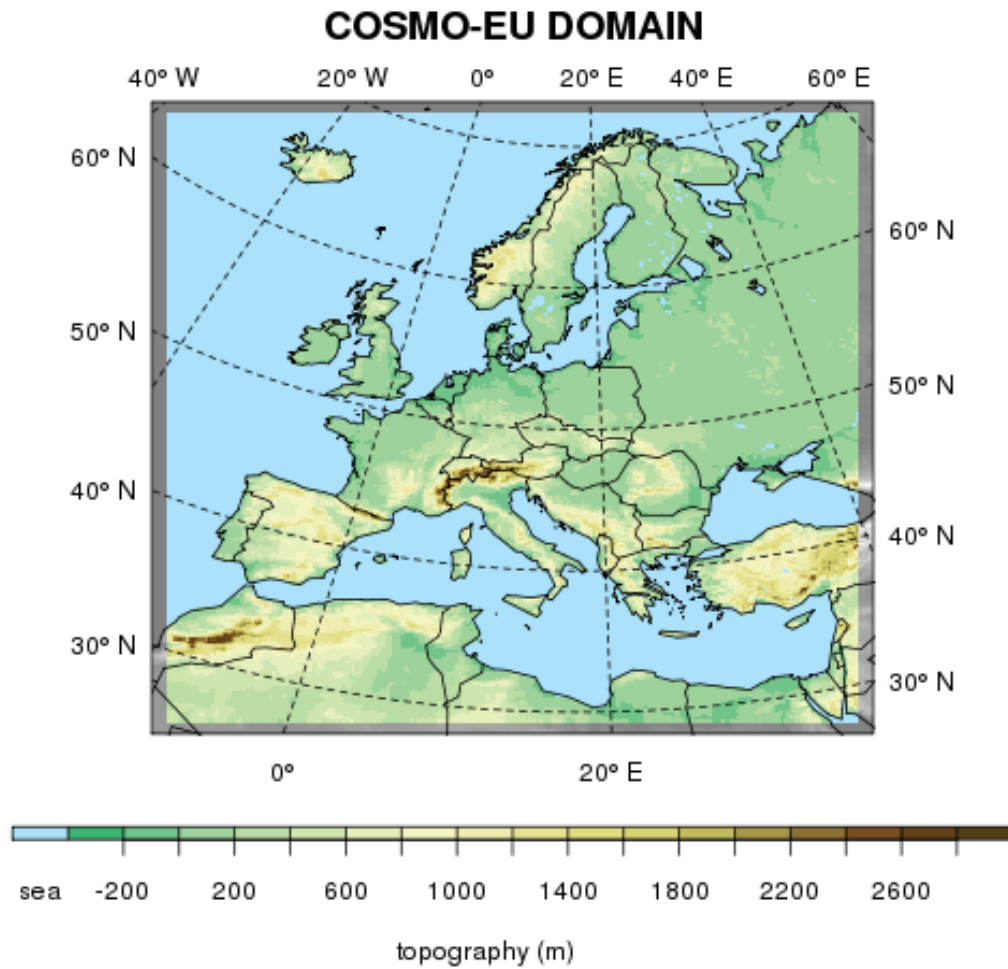 COSMO-EU DOMAIN
40° W 20° W 0° 20° E 40° E 60° E
60° N
60° N
50° N
50° N
40° N
40° N
30° N
30° N
0° 20° E
sea -200 200 600 1000 1400 1800 2200 2600
topography (m)